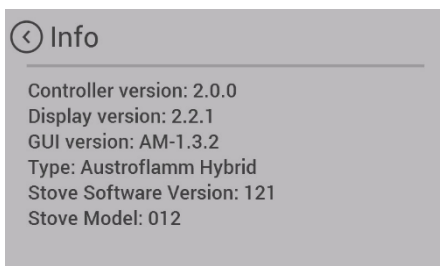 Info
Controller version: 2.0.0
Display version: 2.2.1
GUI version: AM-1.3.2
Type: Austroflamm Hybrid
Stove Software Version: 121
Stove Model: 012